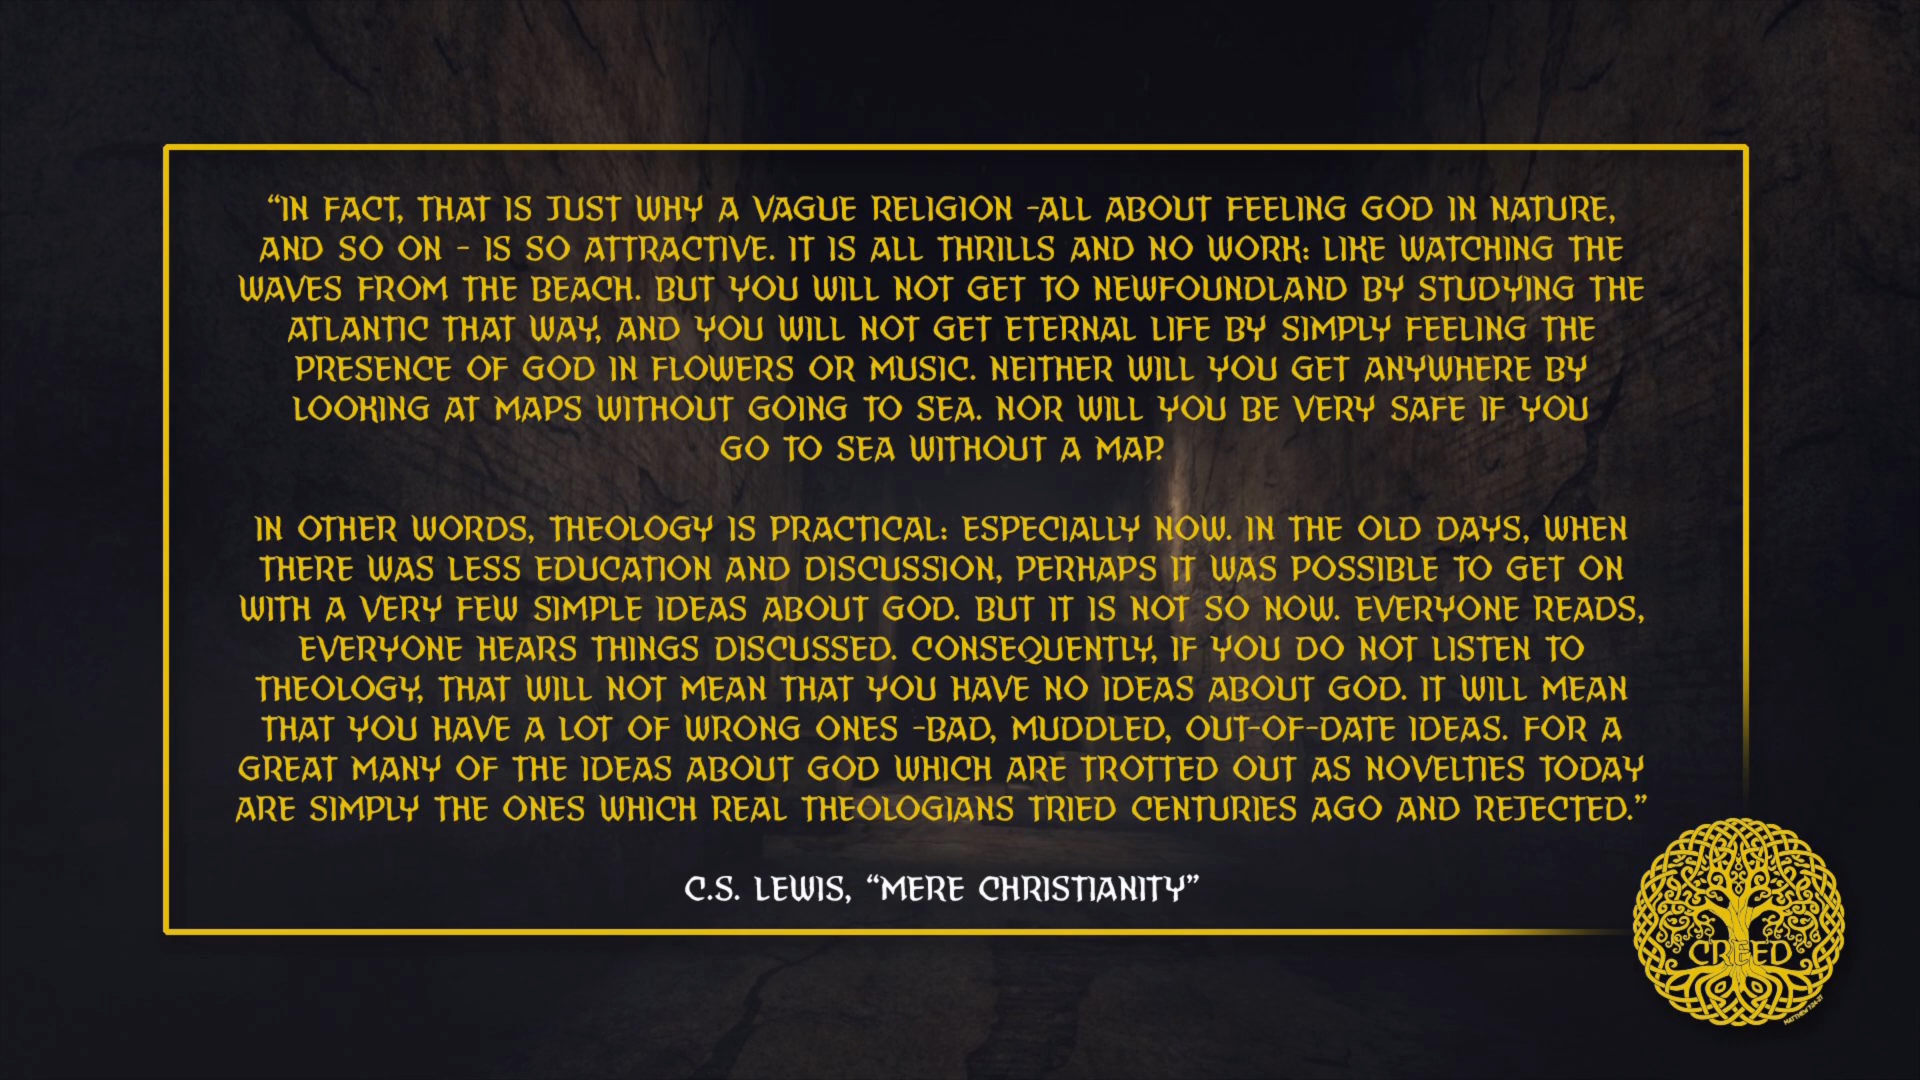 “IN FACT, THAT IS JUST WHY A VAGUE RELIGION -ALL ABOUT FEELING GOD IN NATURE,
AND SO ON - IS SO ATTRACTIVE. IT IS ALL THRILLS AND NO WORK: LIKE WATCHING THE
WAVES FROM THE BEACH. BUT YOU WILL NOT GET TO NEWFOUNDLAND BY STUDYING THE
ATLANTIC THAT WAY, AND YOU WILL NOT GET ETERNAL LIFE BY SIMPLY FEELING THE
PRESENCE OF GOD IN FLOWERS OR MUSIC. NEITHER WILL YOU GET ANYWHERE BY
LOOKING AT MAPS WITHOUT GOING TO SEA. NOR WILL YOU BE VERY SAFE IF YOU
GO TO SEA WITHOUT A MAP.
IN OTHER WORDS, THEOLOGY IS PRACTICAL: ESPECIALLY NOW. IN THE OLD DAYS, WHEN
THERE WAS LESS EDUCATION AND DISCUSSION, PERHAPS IT WAS POSSIBLE TO GET ON
WITH A VERY FEW SIMPLE IDEAS ABOUT GOD. BUT IT IS NOT SO NOW. EVERYONE READS,
EVERYONE HEARS THINGS DISCUSSED. CONSEQUENTLY, IF YOU DO NOT LISTEN TO
THEOLOGY, THAT WILL NOT MEAN THAT YOU HAVE NO IDEAS ABOUT GOD. IT WILL MEAN
THAT YOU HAVE A LOT OF WRONG ONES -BAD, MUDDLED, OUT-OF-DATE IDEAS. FOR A
GREAT MANY OF THE IDEAS ABOUT GOD WHICH ARE TROTTED OUT AS NOVELTIES TODAY
ARE SIMPLY THE ONES WHICH REAL THEOLOGIANS TRIED CENTURIES AGO AND REJECTED.”
C.S. LEWIS, “MERE CHRISTIANITY”
CREED
MATTHEW 7:24-27